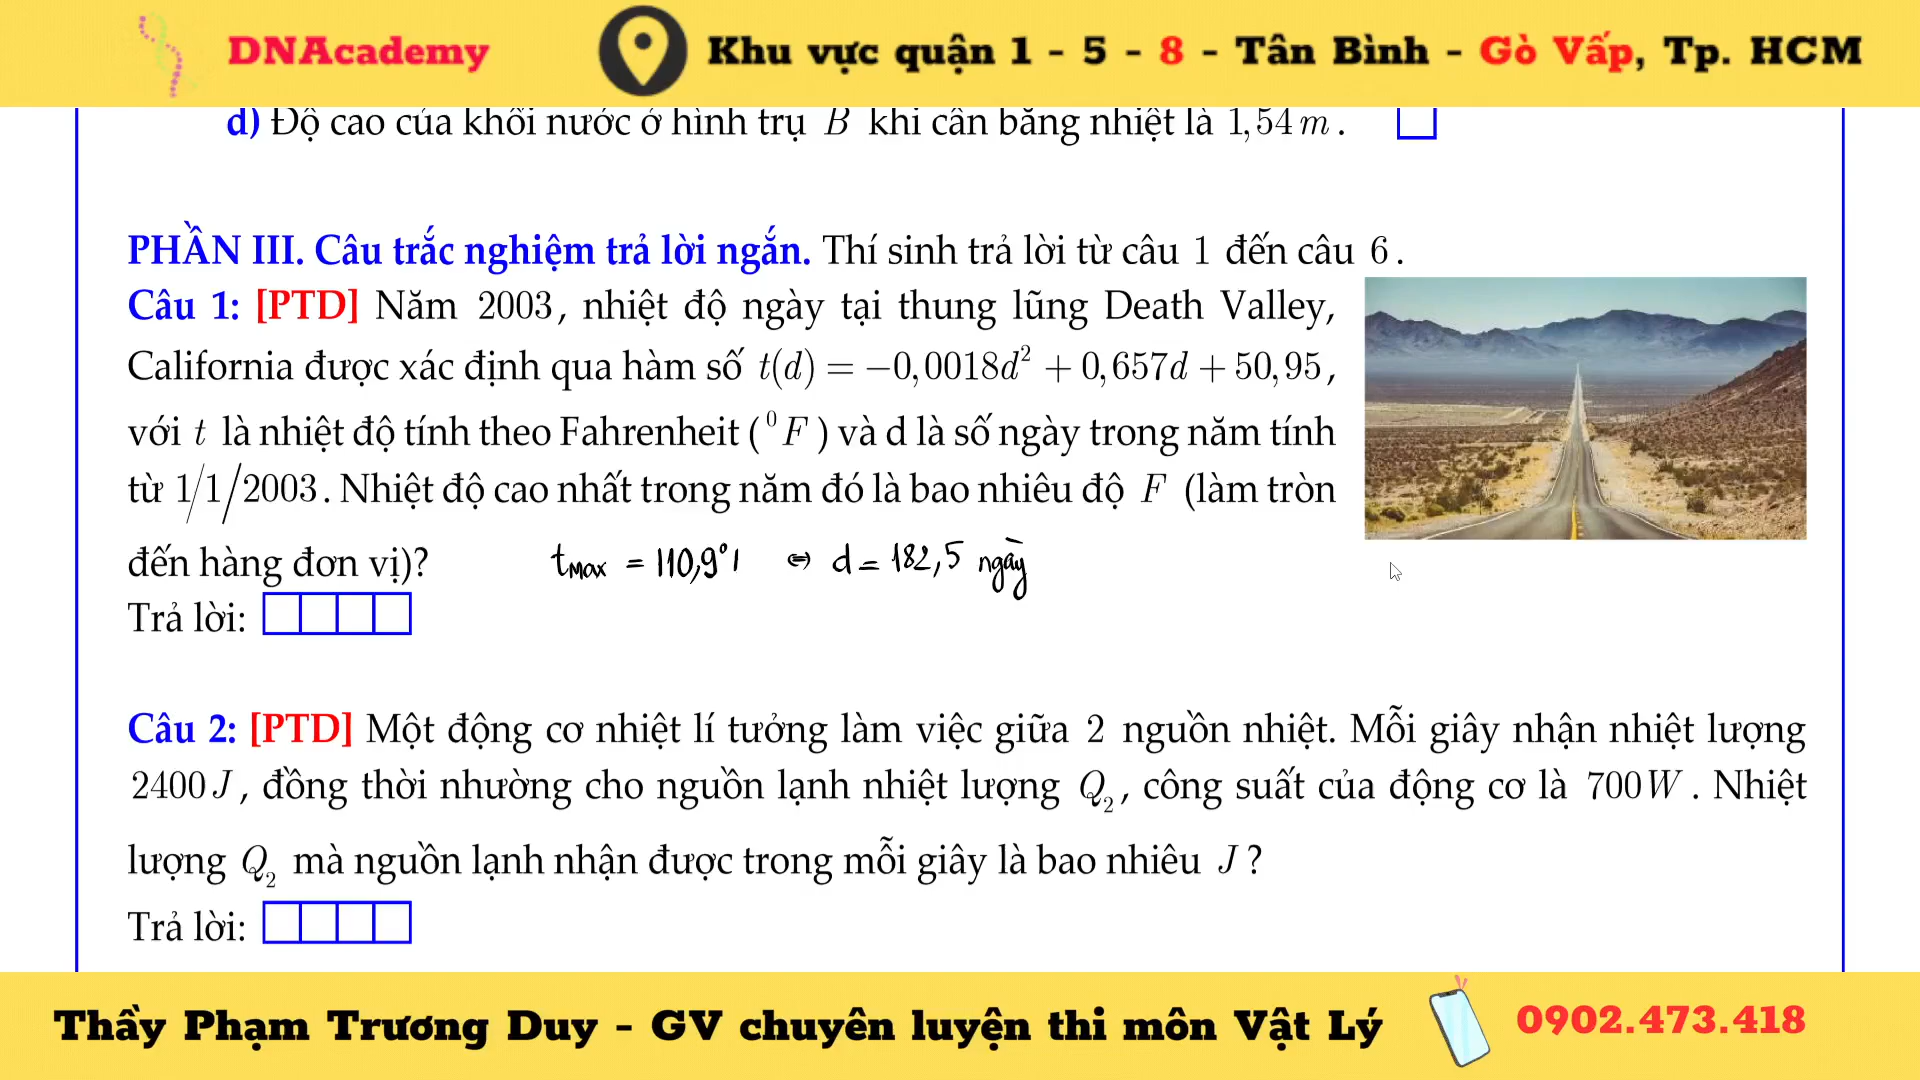 DNAcademy
Khu vực quận 1 - 5 - 8 - Tân Bình - Gò Vấp, Tp. HCM
d) Độ cao của khối nước ở hình trụ B khi cân bằng nhiệt là 1,54 m.
PHẦN III. Câu trắc nghiệm trả lời ngắn. Thí sinh trả lời từ câu 1 đến câu 6.
Câu 1: [PTD] Năm 2003, nhiệt độ ngày tại thung lũng Death Valley,
California được xác định qua hàm số t(d) = −0,0018d² + 0,657d + 50,95,
với t là nhiệt độ tính theo Fahrenheit (⁰F) và d là số ngày trong năm tính
từ 1/1/2003. Nhiệt độ cao nhất trong năm đó là bao nhiêu độ F (làm tròn
đến hàng đơn vị)? tMax = 110,9°1 ⇔ d = 182,5 ngày
Trả lời:
Câu 2: [PTD] Một động cơ nhiệt lí tưởng làm việc giữa 2 nguồn nhiệt. Mỗi giây nhận nhiệt lượng
2400 J, đồng thời nhường cho nguồn lạnh nhiệt lượng Q₂, công suất của động cơ là 700 W. Nhiệt
lượng Q₂ mà nguồn lạnh nhận được trong mỗi giây là bao nhiêu J?
Trả lời:
Thầy Phạm Trương Duy - GV chuyên luyện thi môn Vật Lý
0902.473.418